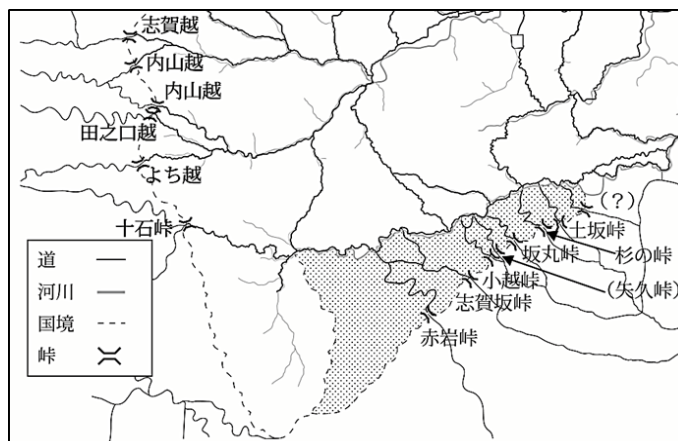 志賀越
内山越
内山越
田之口越
よち越
十石峠
(?)
土坂峠
杉の峠
坂丸峠
(矢久峠)
小越峠
志賀坂峠
赤岩峠
道
河川
国境
峠